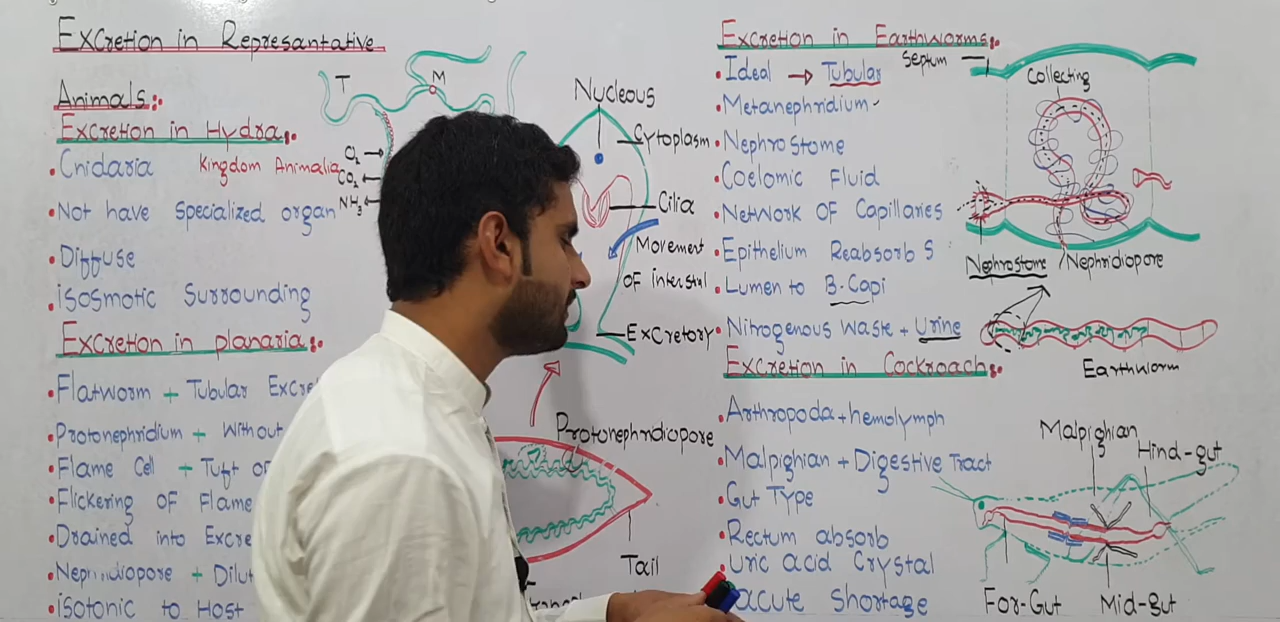 Excretion in Represantative
Animals:
Excretion in Hydra:
Cnidaria Kingdom Animalia
Not have specialized organ
Diffuse
isosmotic Surrounding
Excretion in planaria:
Flatworm + Tubular
Protonephridium + Without
Flame Cell + Tuft
Flickering OF Flame
Drained into
Nephridiopore +
isotonic to Host
T
M
O₂
CO₂
NH₃
Nucleous
Cytoplasm
Cilia
Movement
OF interstal
Excretory
Protonephridiopore
Tail
Excretion in Earthworms:
Ideal → Tubular
Metanephridium
Nephrostome
Coelomic Fluid
Network OF Capillaries
Epithelium Reabsorb S
Lumen to B.Capi
Nitrogenous Waste + Urine
Septum
Collecting
Nephrostome
Nephridiopore
Earthworm
Excretion in Cockroach:
Arthropoda + hemolymph
Malpighian + Digestive Tract
Gut Type
Rectum absorb
Uric acid Crystal
acute Shortage
Malpighian
Hind-gut
For-Gut
Mid-gut